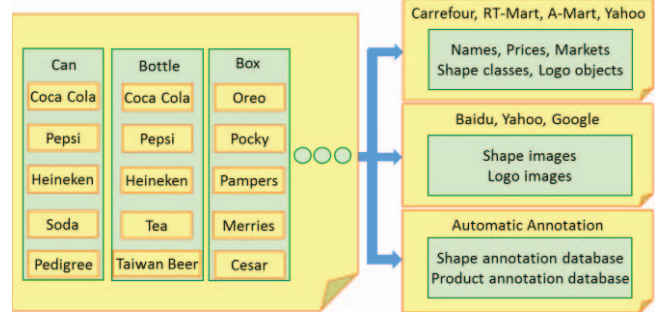 Can
Coca Cola
Pepsi
Heineken
Soda
Pedigree
Bottle
Coca Cola
Pepsi
Heineken
Tea
Taiwan Beer
Box
Oreo
Pocky
Pampers
Merries
Cesar
Carrefour, RT-Mart, A-Mart, Yahoo
Names, Prices, Markets
Shape classes, Logo objects
Baidu, Yahoo, Google
Shape images
Logo images
Automatic Annotation
Shape annotation database
Product annotation database